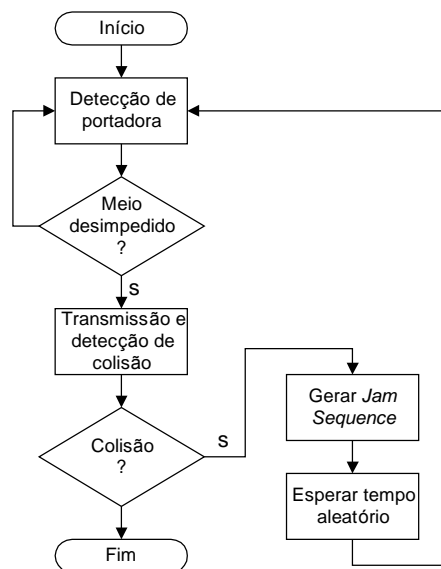 Início
Detecção de
portadora
Meio
desimpedido
?
s
Transmissão e
detecção de
colisão
Colisão
?
s
Gerar Jam
Sequence
Esperar tempo
aleatório
Fim